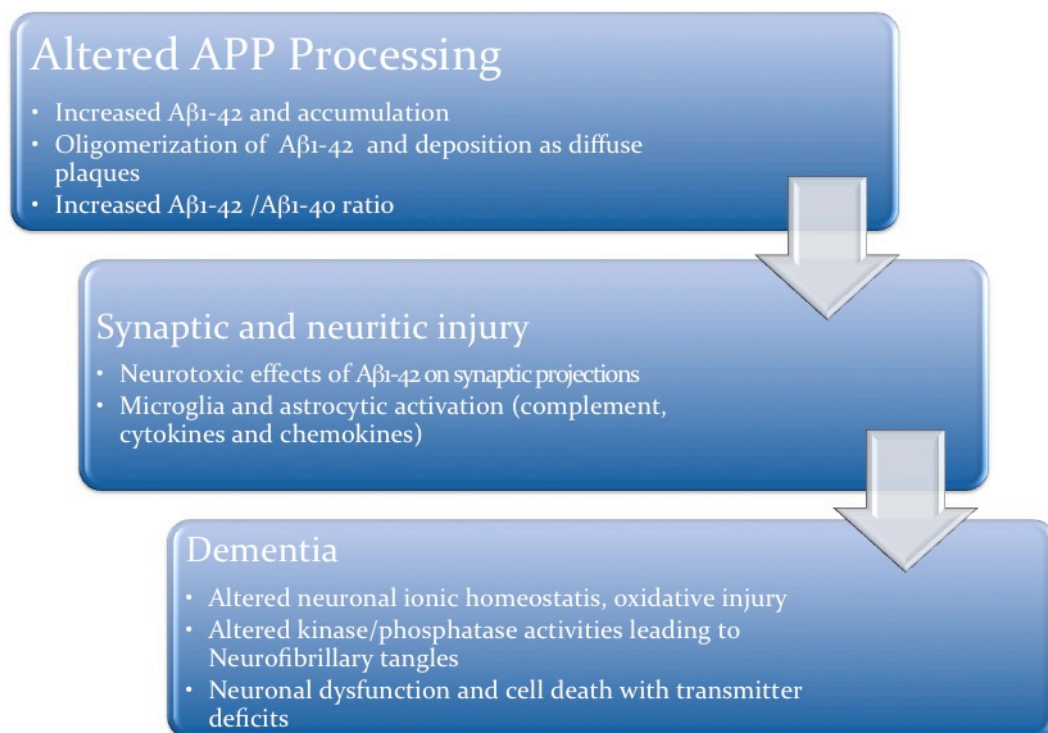 Altered APP Processing
• Increased Aβ1-42 and accumulation
• Oligomerization of Aβ1-42 and deposition as diffuse
plaques
• Increased Aβ1-42 /Aβ1-40 ratio
Synaptic and neuritic injury
• Neurotoxic effects of Aβ1-42 on synaptic projections
• Microglia and astrocytic activation (complement,
cytokines and chemokines)
Dementia
• Altered neuronal ionic homeostatis, oxidative injury
• Altered kinase/phosphatase activities leading to
Neurofibrillary tangles
• Neuronal dysfunction and cell death with transmitter
deficits